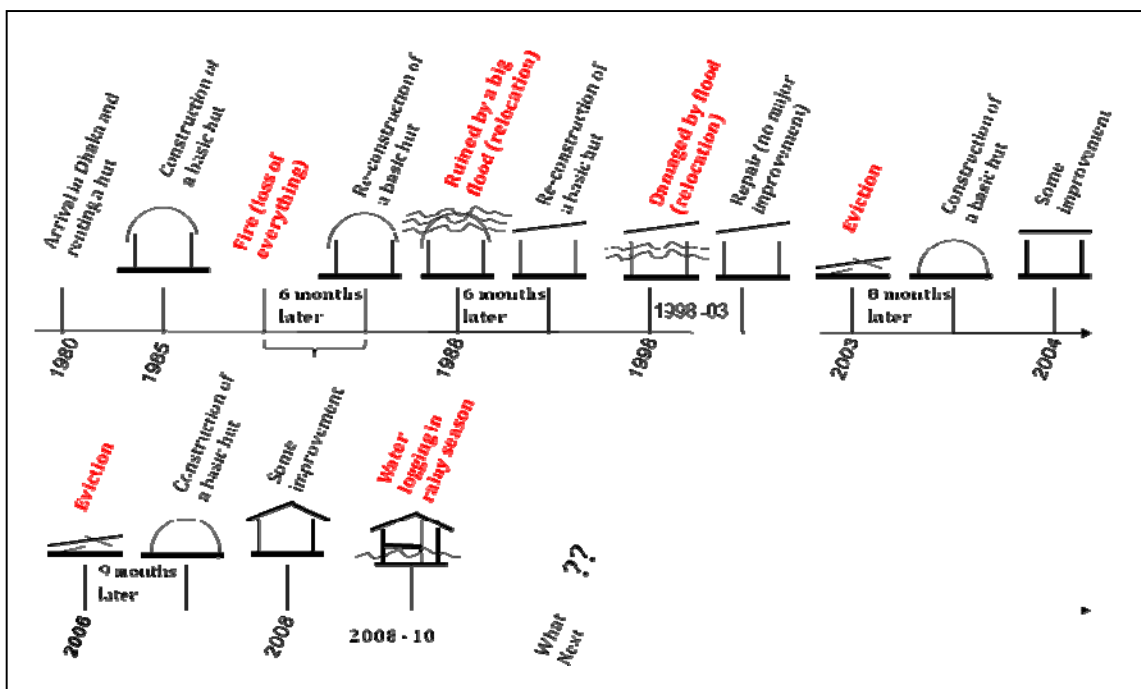 Arrival in Dhaka and
renting a hut
Construction of
a basic hut
Fire (loss of
everything)
Re-construction of
a basic hut
Ruined by a big
flood (relocation)
Re-construction of
a basic hut
Damaged by flood
(relocation)
Repair (no major
improvement)
Eviction
Construction of
a basic hut
Some
improvement
6 months
later
6 months
later
1998 -03
8 months
later
1980
1985
1988
1998
2003
2004
Eviction
Construction of
a basic hut
Some
improvement
Water
logging in
rainy season
9 months
later
2006
2008
2008 - 10
What
Next
??